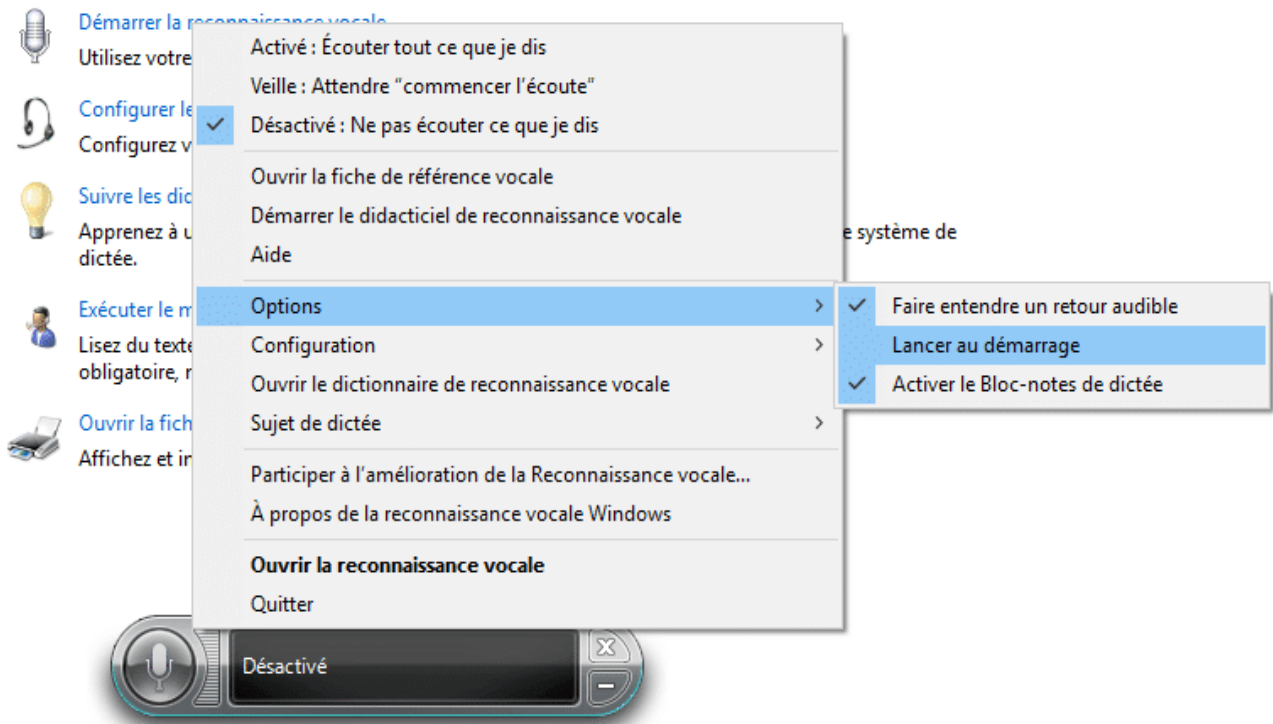 Démarrer la reconnaissance vocale
Utilisez votre
Configurer le
Configurez v
Suivre les dic
Apprenez à u
e système de
dictée.
Exécuter le m
Lisez du texte
obligatoire, r
Ouvrir la fich
Affichez et in
Activé : Écouter tout ce que je dis
Veille : Attendre “commencer l’écoute”
Désactivé : Ne pas écouter ce que je dis
Ouvrir la fiche de référence vocale
Démarrer le didacticiel de reconnaissance vocale
Aide
Options
Configuration
Ouvrir le dictionnaire de reconnaissance vocale
Sujet de dictée
Participer à l’amélioration de la Reconnaissance vocale...
À propos de la reconnaissance vocale Windows
Ouvrir la reconnaissance vocale
Quitter
Faire entendre un retour audible
Lancer au démarrage
Activer le Bloc-notes de dictée
Désactivé